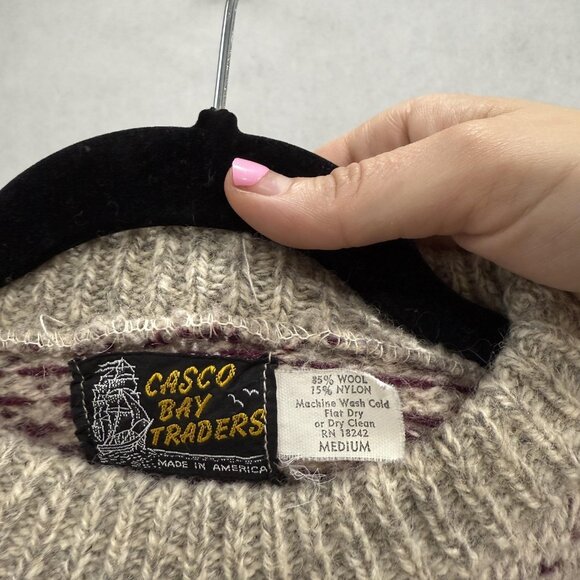 CASCO
BAY
TRADERS
MADE IN AMERICA
85% WOOL
15% NYLON
Machine Wash Cold
Flat Dry
or Dry Clean
RN 18242
MEDIUM